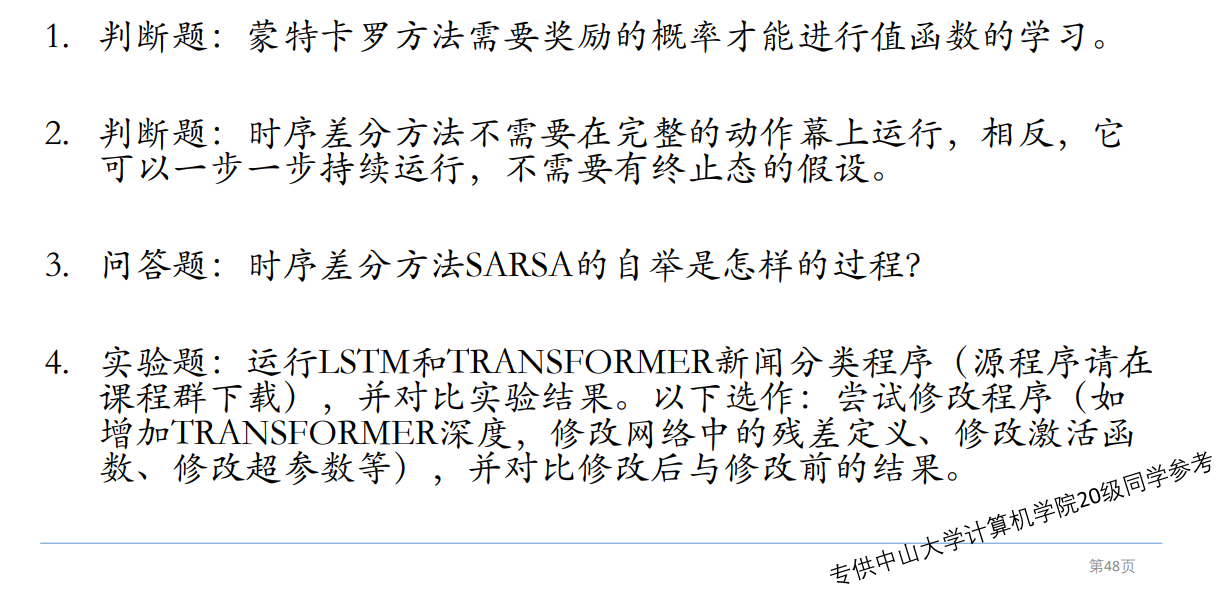 1. 判断题：蒙特卡罗方法需要奖励的概率才能进行值函数的学习。
2. 判断题：时序差分方法不需要在完整的动作幕上运行，相反，它
可以一步一步持续运行，不需要有终止态的假设。
3. 问答题：时序差分方法SARSA的自举是怎样的过程?
4. 实验题：运行LSTM和TRANSFORMER新闻分类程序（源程序请在
课程群下载），并对比实验结果。以下选作：尝试修改程序（如
增加TRANSFORMER深度，修改网络中的残差定义、修改激活函
数、修改超参数等），并对比修改后与修改前的结果。
专供中山大学计算机学院20级同学参考
第48页